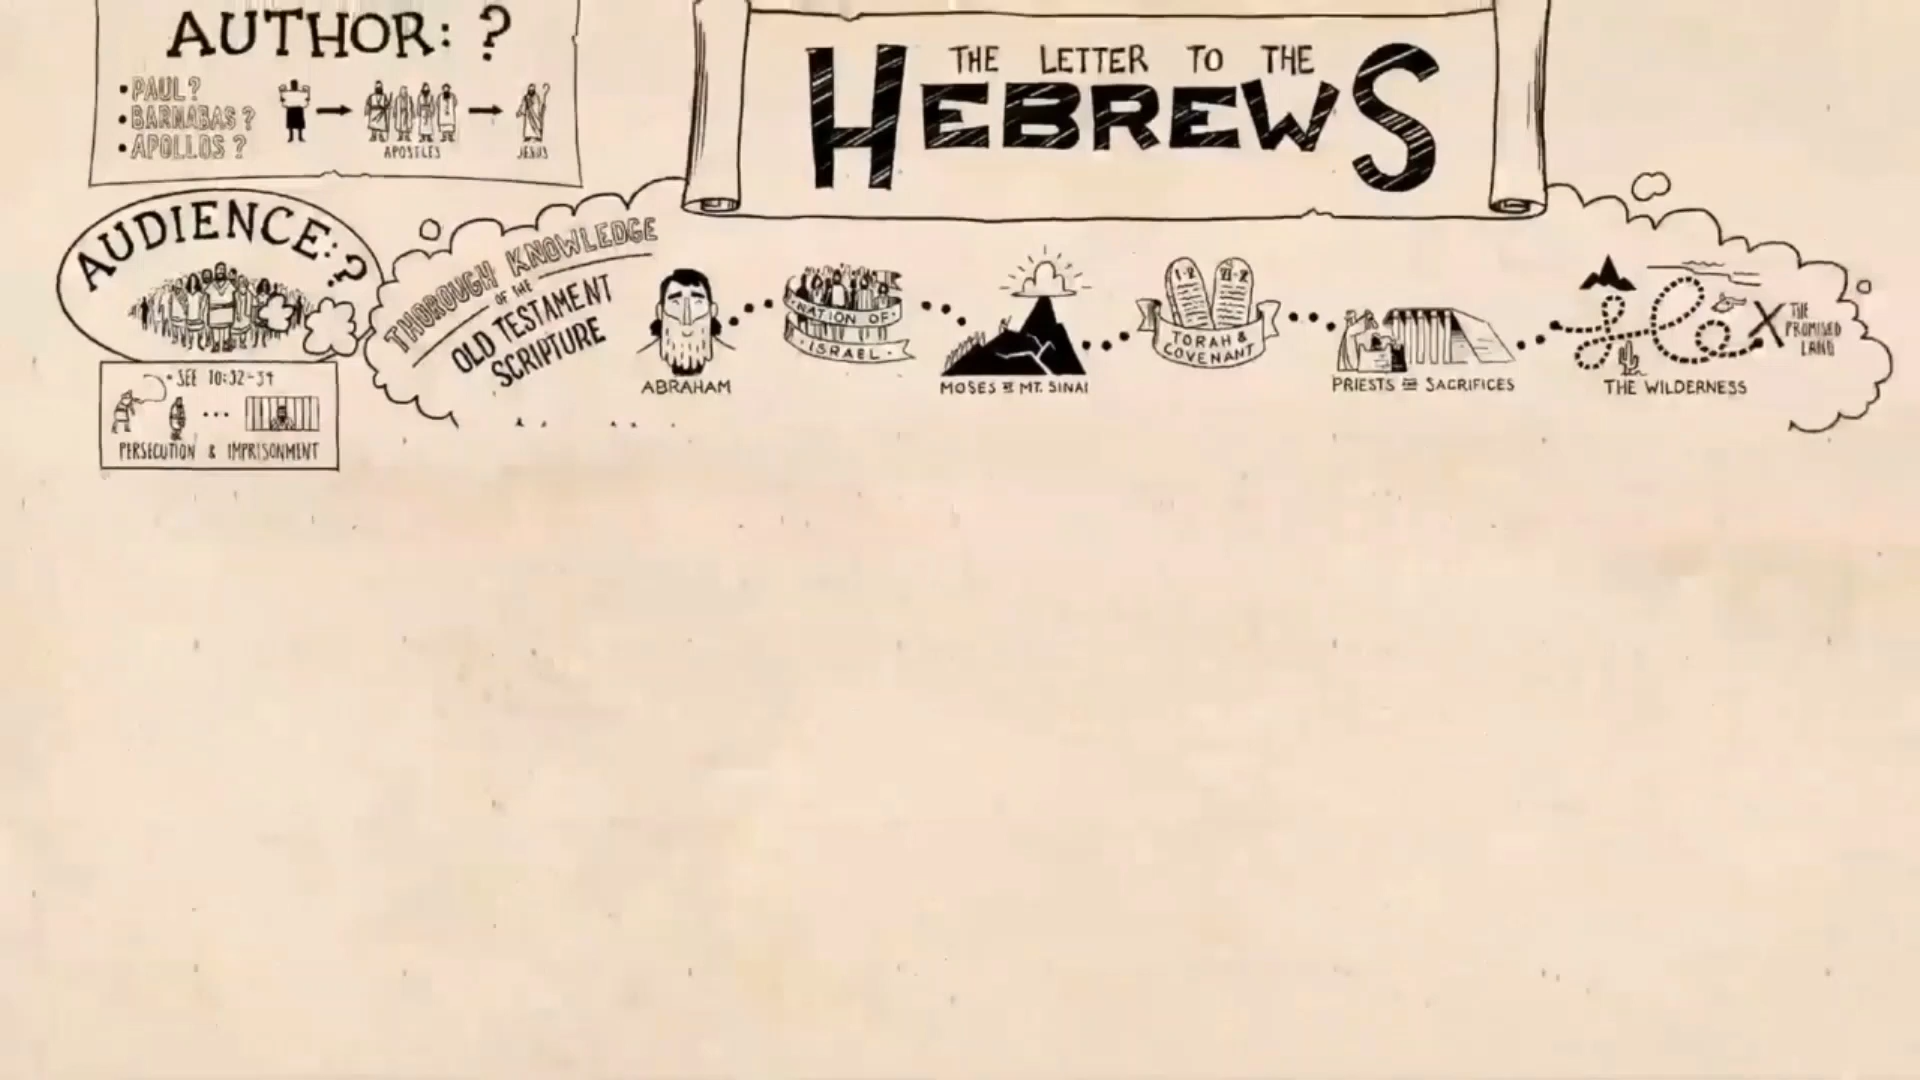 AUTHOR: ?
• PAUL?
• BARNABAS?
• APOLLOS?
APOSTLES
JESUS
THE LETTER TO THE
HEBREWS
AUDIENCE: ?
• SEE 10:32-34
PERSECUTION & IMPRISONMENT
THOROUGH KNOWLEDGE
OF THE
OLD TESTAMENT
SCRIPTURE
ABRAHAM
NATION OF
ISRAEL
MOSES & MT. SINAI
TORAH &
COVENANT
PRIESTS AND SACRIFICES
THE WILDERNESS
THE
PROMISED
LAND